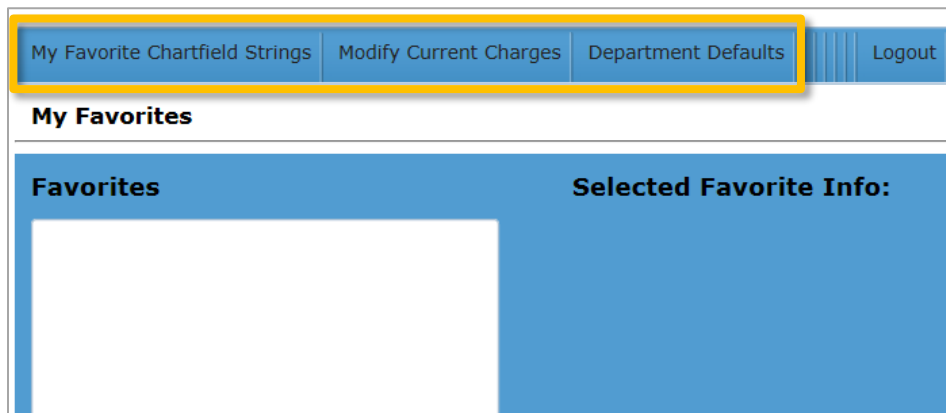 My Favorite Chartfield Strings Modify Current Charges Department Defaults Logout
My Favorites
Favorites Selected Favorite Info: